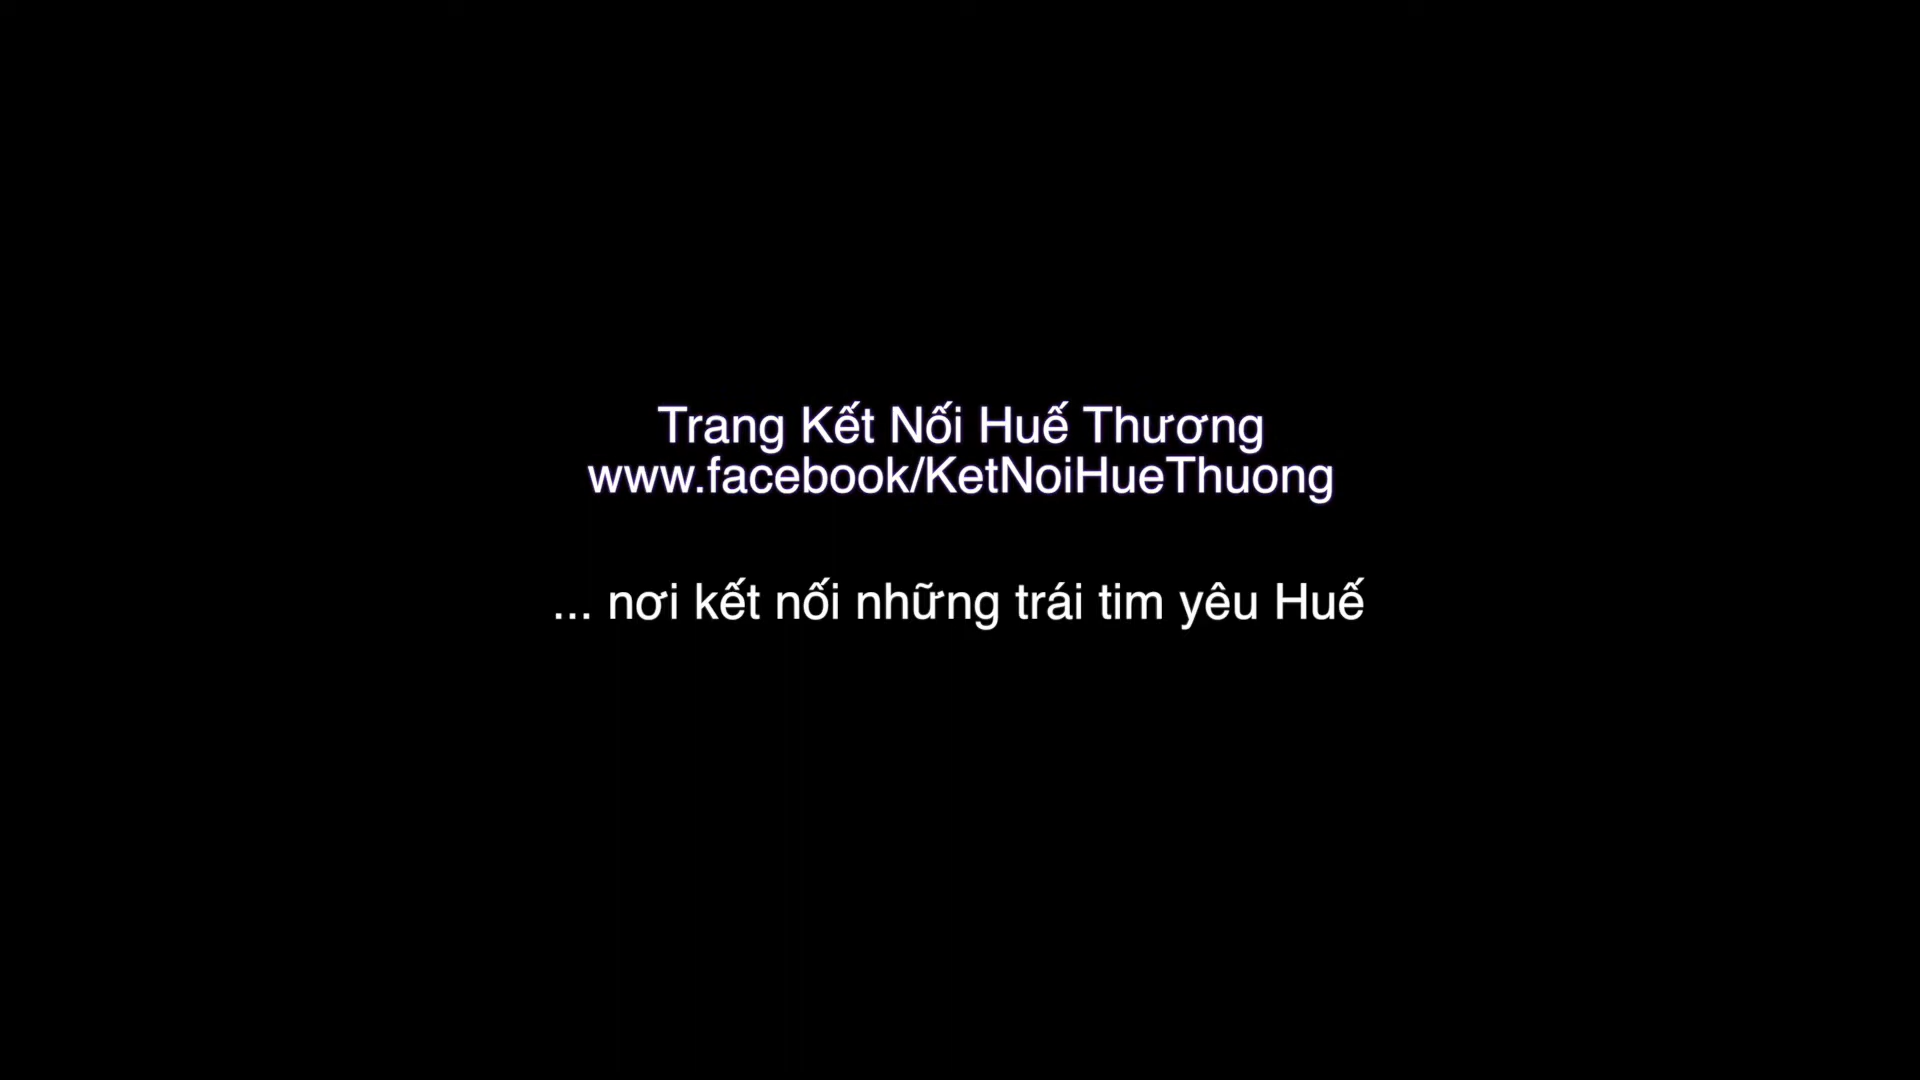 Trang Kết Nối Huế Thương
www.facebook/KetNoiHueThuong
... nơi kết nối những trái tim yêu Huế